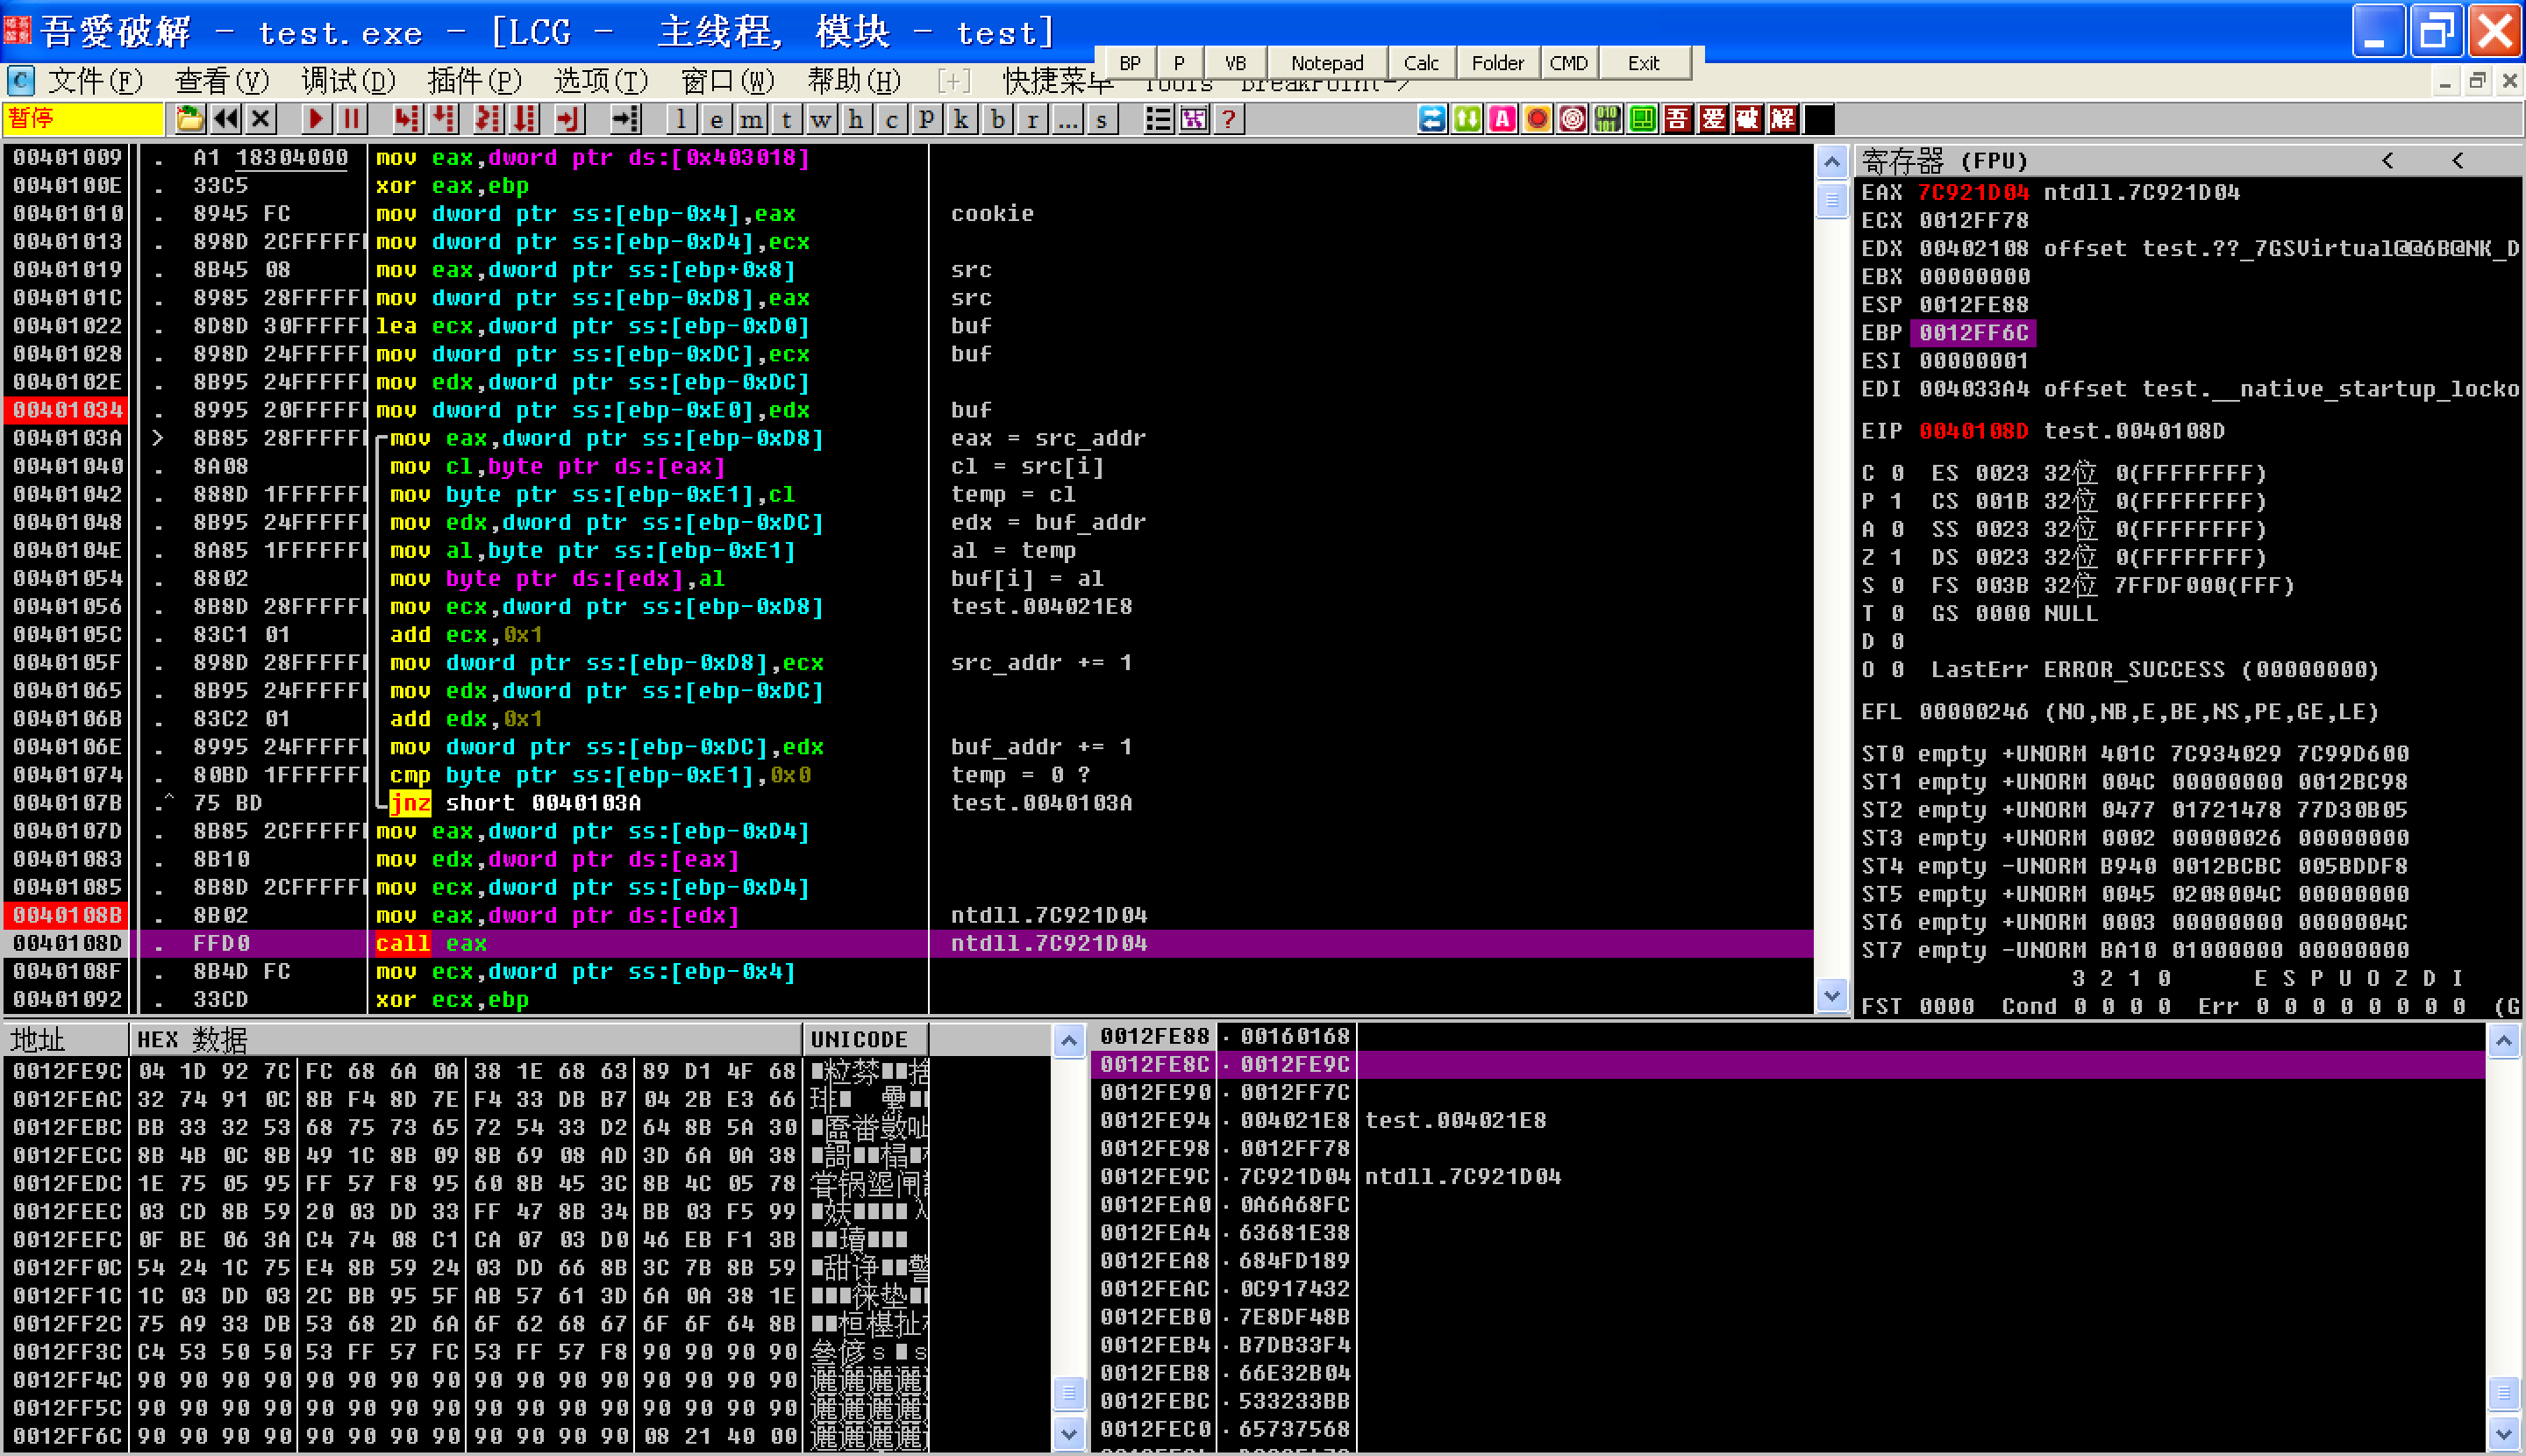 吾愛破解 - test.exe - [LCG - 主线程, 模块 - test]
BP P VB Notepad Calc Folder CMD Exit
文件(F) 查看(V) 调试(D) 插件(P) 选项(T) 窗口(W) 帮助(H) [+] 快捷菜单 Tools BreakPoint->
暂停 l e m t w h c p k b r ... s ? 吾 爱 破 解
00401009 . A1 18304000 mov eax,dword ptr ds:[0x403018]
0040100E . 33C5 xor eax,ebp
00401010 . 8945 FC mov dword ptr ss:[ebp-0x4],eax cookie
00401013 . 898D 2CFFFFFF mov dword ptr ss:[ebp-0xD4],ecx
00401019 . 8B45 08 mov eax,dword ptr ss:[ebp+0x8] src
0040101C . 8985 28FFFFFF mov dword ptr ss:[ebp-0xD8],eax src
00401022 . 8D8D 30FFFFFF lea ecx,dword ptr ss:[ebp-0xD0] buf
00401028 . 898D 24FFFFFF mov dword ptr ss:[ebp-0xDC],ecx buf
0040102E . 8B95 24FFFFFF mov edx,dword ptr ss:[ebp-0xDC]
00401034 . 8995 20FFFFFF mov dword ptr ss:[ebp-0xE0],edx buf
0040103A > 8B85 28FFFFFF mov eax,dword ptr ss:[ebp-0xD8] eax = src_addr
00401040 . 8A08 mov cl,byte ptr ds:[eax] cl = src[i]
00401042 . 888D 1FFFFFFF mov byte ptr ss:[ebp-0xE1],cl temp = cl
00401048 . 8B95 24FFFFFF mov edx,dword ptr ss:[ebp-0xDC] edx = buf_addr
0040104E . 8A85 1FFFFFFF mov al,byte ptr ss:[ebp-0xE1] al = temp
00401054 . 8802 mov byte ptr ds:[edx],al buf[i] = al
00401056 . 8B8D 28FFFFFF mov ecx,dword ptr ss:[ebp-0xD8] test.004021E8
0040105C . 83C1 01 add ecx,0x1
0040105F . 898D 28FFFFFF mov dword ptr ss:[ebp-0xD8],ecx src_addr += 1
00401065 . 8B95 24FFFFFF mov edx,dword ptr ss:[ebp-0xDC]
0040106B . 83C2 01 add edx,0x1
0040106E . 8995 24FFFFFF mov dword ptr ss:[ebp-0xDC],edx buf_addr += 1
00401074 . 80BD 1FFFFFFF cmp byte ptr ss:[ebp-0xE1],0x0 temp = 0 ?
0040107B .^ 75 BD jnz short 0040103A test.0040103A
0040107D . 8B85 2CFFFFFF mov eax,dword ptr ss:[ebp-0xD4]
00401083 . 8B10 mov edx,dword ptr ds:[eax]
00401085 . 8B8D 2CFFFFFF mov ecx,dword ptr ss:[ebp-0xD4]
0040108B . 8B02 mov eax,dword ptr ds:[edx] ntdll.7C921D04
0040108D . FFD0 call eax ntdll.7C921D04
0040108F . 8B4D FC mov ecx,dword ptr ss:[ebp-0x4]
00401092 . 33CD xor ecx,ebp
寄存器 (FPU) < <
EAX 7C921D04 ntdll.7C921D04
ECX 0012FF78
EDX 00402108 offset test.??_7GSVirtual@@6B@NK_D
EBX 00000000
ESP 0012FE88
EBP 0012FF6C
ESI 00000001
EDI 004033A4 offset test.__native_startup_locko
EIP 0040108D test.0040108D
C 0 ES 0023 32位 0(FFFFFFFF)
P 1 CS 001B 32位 0(FFFFFFFF)
A 0 SS 0023 32位 0(FFFFFFFF)
Z 1 DS 0023 32位 0(FFFFFFFF)
S 0 FS 003B 32位 7FFDF000(FFF)
T 0 GS 0000 NULL
D 0
O 0 LastErr ERROR_SUCCESS (00000000)
EFL 00000246 (NO,NB,E,BE,NS,PE,GE,LE)
ST0 empty +UNORM 401C 7C934029 7C99D600
ST1 empty +UNORM 004C 00000000 0012BC98
ST2 empty +UNORM 0477 01721478 77D30B05
ST3 empty +UNORM 0002 00000026 00000000
ST4 empty -UNORM B940 0012BCBC 005BDDF8
ST5 empty +UNORM 0045 0208004C 00000000
ST6 empty +UNORM 0003 00000000 0000004C
ST7 empty -UNORM BA10 01000000 00000000
3 2 1 0 E S P U O Z D I
FST 0000 Cond 0 0 0 0 Err 0 0 0 0 0 0 0 0 (G
地址 HEX 数据 UNICODE
0012FE9C 04 1D 92 7C FC 68 6A 0A 38 1E 68 63 89 D1 4F 68
0012FEAC 32 74 91 0C 8B F4 8D 7E F4 33 DB B7 04 2B E3 66
0012FEBC BB 33 32 53 68 75 73 65 72 54 33 D2 64 8B 5A 30
0012FECC 8B 4B 0C 8B 49 1C 8B 09 8B 69 08 AD 3D 6A 0A 38
0012FEDC 1E 75 05 95 FF 57 F8 95 60 8B 45 3C 8B 4C 05 78
0012FEEC 03 CD 8B 59 20 03 DD 33 FF 47 8B 34 BB 03 F5 99
0012FEFC 0F BE 06 3A C4 74 08 C1 CA 07 03 D0 46 EB F1 3B
0012FF0C 54 24 1C 75 E4 8B 59 24 03 DD 66 8B 3C 7B 8B 59
0012FF1C 1C 03 DD 03 2C BB 95 5F AB 57 61 3D 6A 0A 38 1E
0012FF2C 75 A9 33 DB 53 68 2D 6A 6F 62 68 67 6F 6F 64 8B
0012FF3C C4 53 50 50 53 FF 57 FC 53 FF 57 F8 90 90 90 90
0012FF4C 90 90 90 90 90 90 90 90 90 90 90 90 90 90 90 90
0012FF5C 90 90 90 90 90 90 90 90 90 90 90 90 90 90 90 90
0012FF6C 90 90 90 90 90 90 90 90 90 90 90 90 08 21 40 00
0012FE88 · 00160168
0012FE8C · 0012FE9C
0012FE90 · 0012FF7C
0012FE94 · 004021E8 test.004021E8
0012FE98 · 0012FF78
0012FE9C · 7C921D04 ntdll.7C921D04
0012FEA0 · 0A6A68FC
0012FEA4 · 63681E38
0012FEA8 · 684FD189
0012FEAC · 0C917432
0012FEB0 · 7E8DF48B
0012FEB4 · B7DB33F4
0012FEB8 · 66E32B04
0012FEBC · 533233BB
0012FEC0 · 65737568